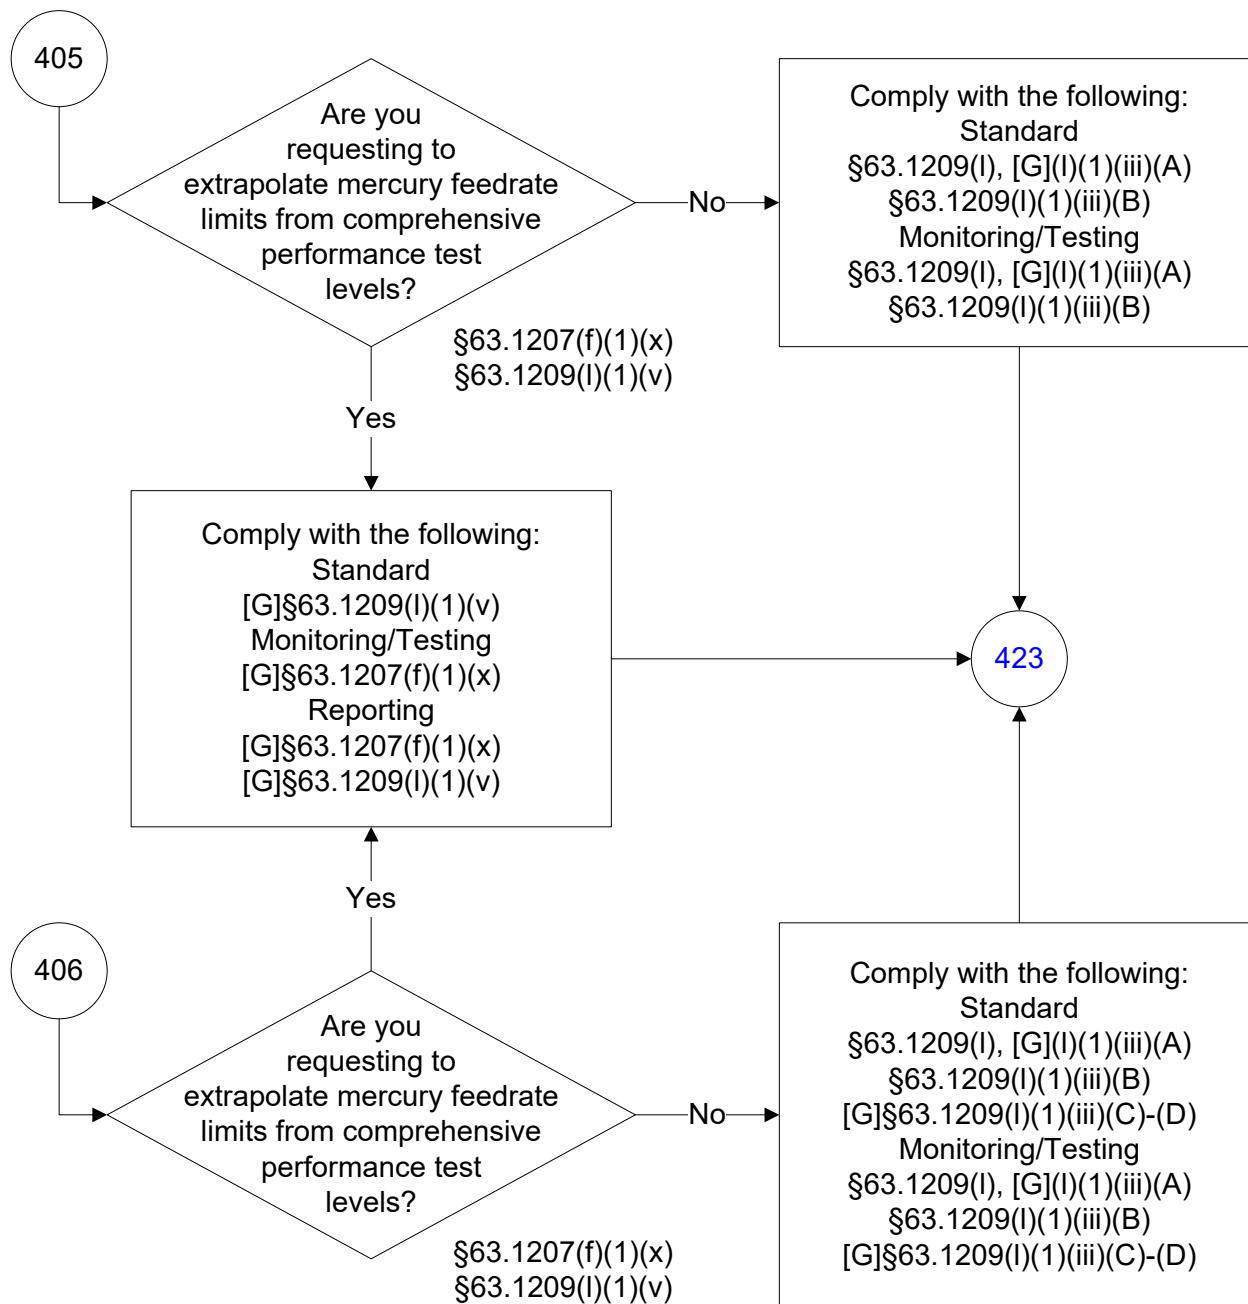 405
Are you
requesting to
extrapolate mercury feedrate
limits from comprehensive
performance test
levels?
No
Comply with the following:
Standard
§63.1209(l), [G](l)(1)(iii)(A)
§63.1209(l)(1)(iii)(B)
Monitoring/Testing
§63.1209(l), [G](l)(1)(iii)(A)
§63.1209(l)(1)(iii)(B)
§63.1207(f)(1)(x)
§63.1209(l)(1)(v)
Yes
Comply with the following:
Standard
[G]§63.1209(l)(1)(v)
Monitoring/Testing
[G]§63.1207(f)(1)(x)
Reporting
[G]§63.1207(f)(1)(x)
[G]§63.1209(l)(1)(v)
423
Yes
406
Are you
requesting to
extrapolate mercury feedrate
limits from comprehensive
performance test
levels?
No
Comply with the following:
Standard
§63.1209(l), [G](l)(1)(iii)(A)
§63.1209(l)(1)(iii)(B)
[G]§63.1209(l)(1)(iii)(C)-(D)
Monitoring/Testing
§63.1209(l), [G](l)(1)(iii)(A)
§63.1209(l)(1)(iii)(B)
[G]§63.1209(l)(1)(iii)(C)-(D)
§63.1207(f)(1)(x)
§63.1209(l)(1)(v)